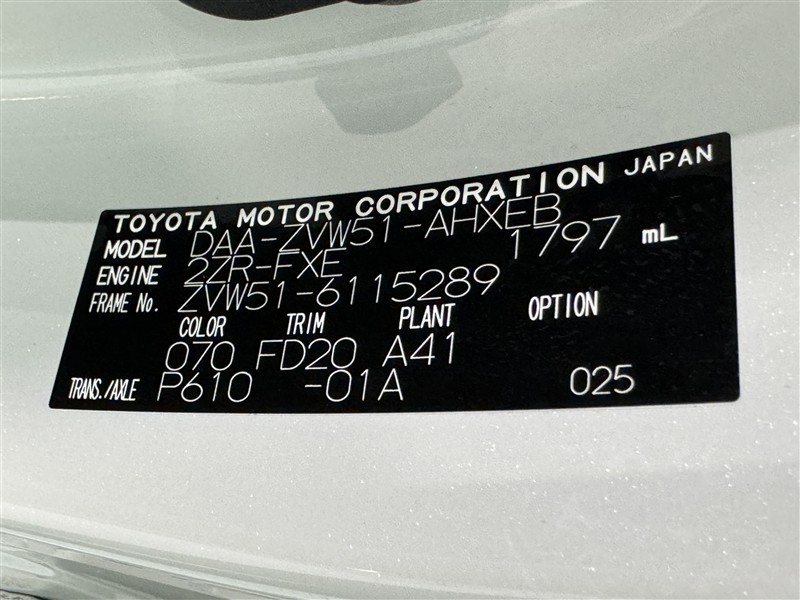 TOYOTA MOTOR CORPORATION JAPAN
MODEL DAA-ZVW51-AHXEB
ENGINE 2ZR-FXE 1797 mL
FRAME No. ZVW51-6115289
COLOR TRIM PLANT OPTION
070 FD20 A41
TRANS./AXLE P610 -01A 025